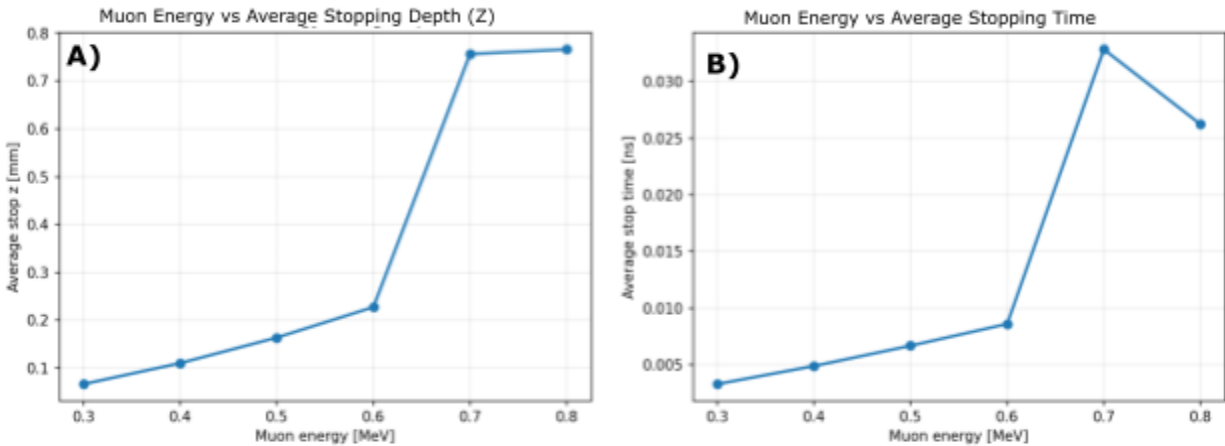 Muon Energy vs Average Stopping Depth (Z)
A)
0.8
0.7
0.6
0.5
0.4
0.3
0.2
0.1
Average stop z [mm]
0.3 0.4 0.5 0.6 0.7 0.8
Muon energy [MeV]
Muon Energy vs Average Stopping Time
B)
0.030
0.025
0.020
0.015
0.010
0.005
Average stop time [ns]
0.3 0.4 0.5 0.6 0.7 0.8
Muon energy [MeV]